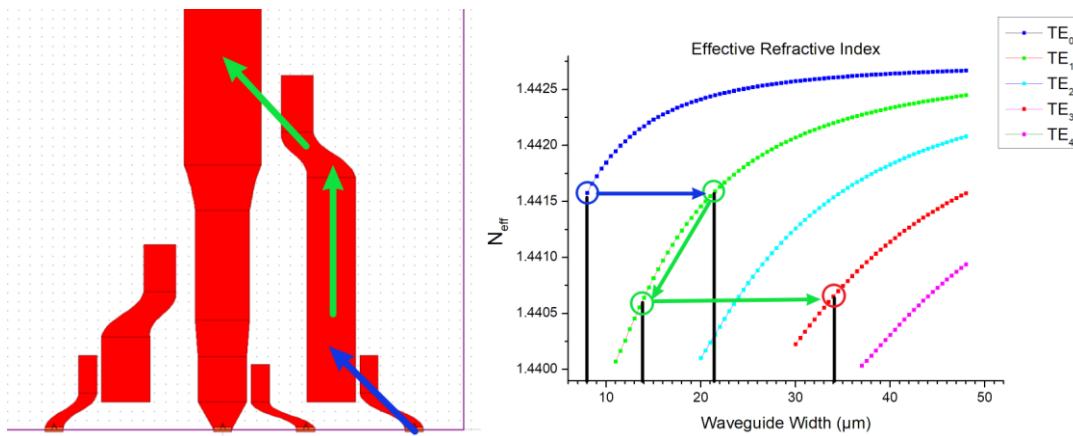 Effective Refractive Index
TE₀
TE₁
TE₂
TE₃
TE₄
1.4425
1.4420
1.4415
1.4410
1.4405
1.4400
N_eff
10 20 30 40 50
Waveguide Width (µm)